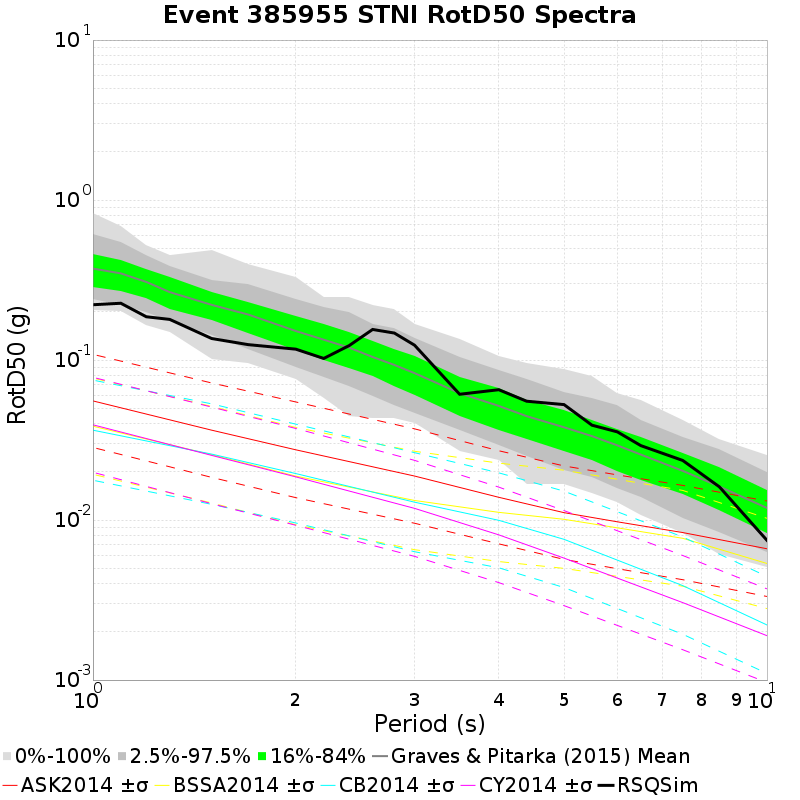 Event 385955 STNI RotD50 Spectra
10^1
10^0
10^-1
10^-2
10^-3
RotD50 (g)
10^0 2 3 4 5 6 7 8 9 10^1
Period (s)
0%-100% 2.5%-97.5% 16%-84% Graves & Pitarka (2015) Mean
ASK2014 ±σ BSSA2014 ±σ CB2014 ±σ CY2014 ±σ RSQSim